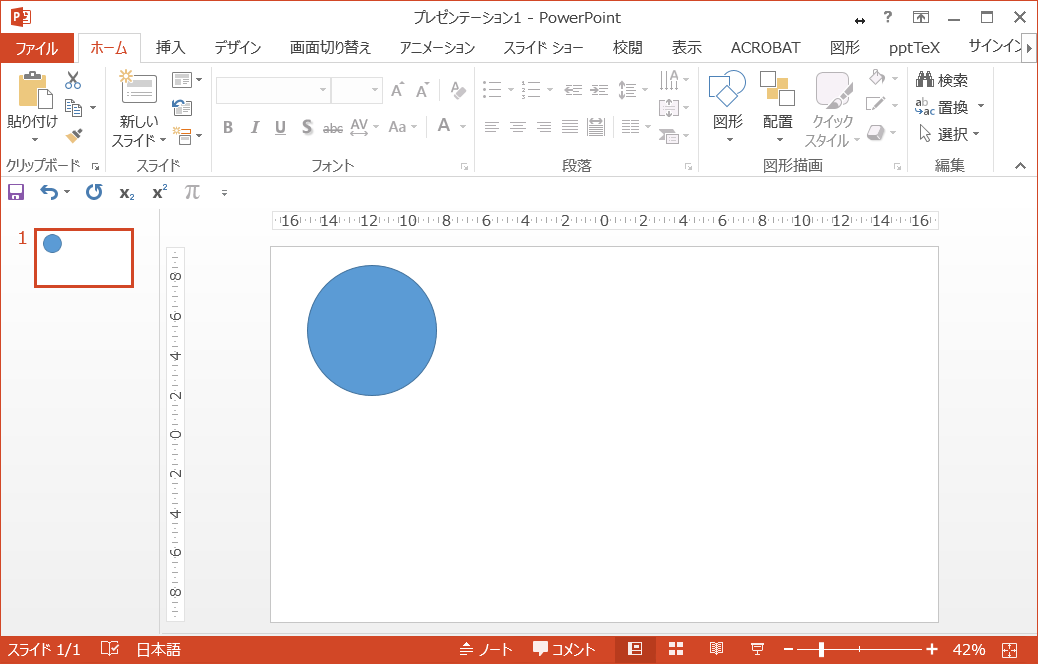 プレゼンテーション1 - PowerPoint
ファイル ホーム 挿入 デザイン 画面切り替え アニメーション スライド ショー 校閲 表示 ACROBAT 図形 pptTeX サインイン
貼り付け
新しい
スライド
B I U S abc AV Aa A
図形 配置 クイック
スタイル
検索
置換
選択
クリップボード スライド フォント 段落 図形描画 編集
x₂ x² π
16 14 12 10 8 6 4 2 0 2 4 6 8 10 12 14 16
1
8
6
4
2
0
2
4
6
8
スライド 1/1 日本語 ノート コメント 42%